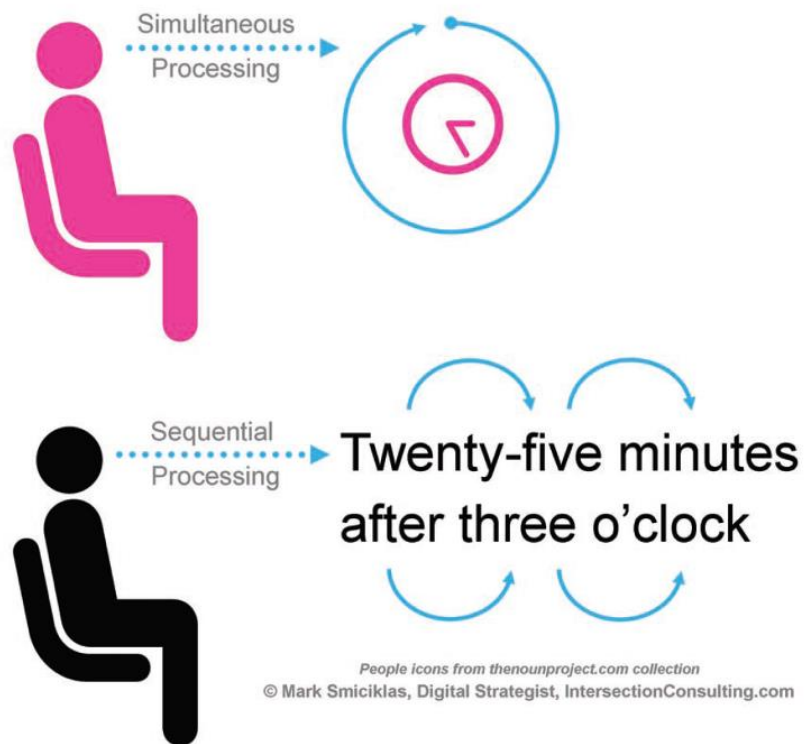 Simultaneous
Processing
Sequential
Processing
Twenty-five minutes
after three o’clock
People icons from thenounproject.com collection
© Mark Smiciklas, Digital Strategist, IntersectionConsulting.com